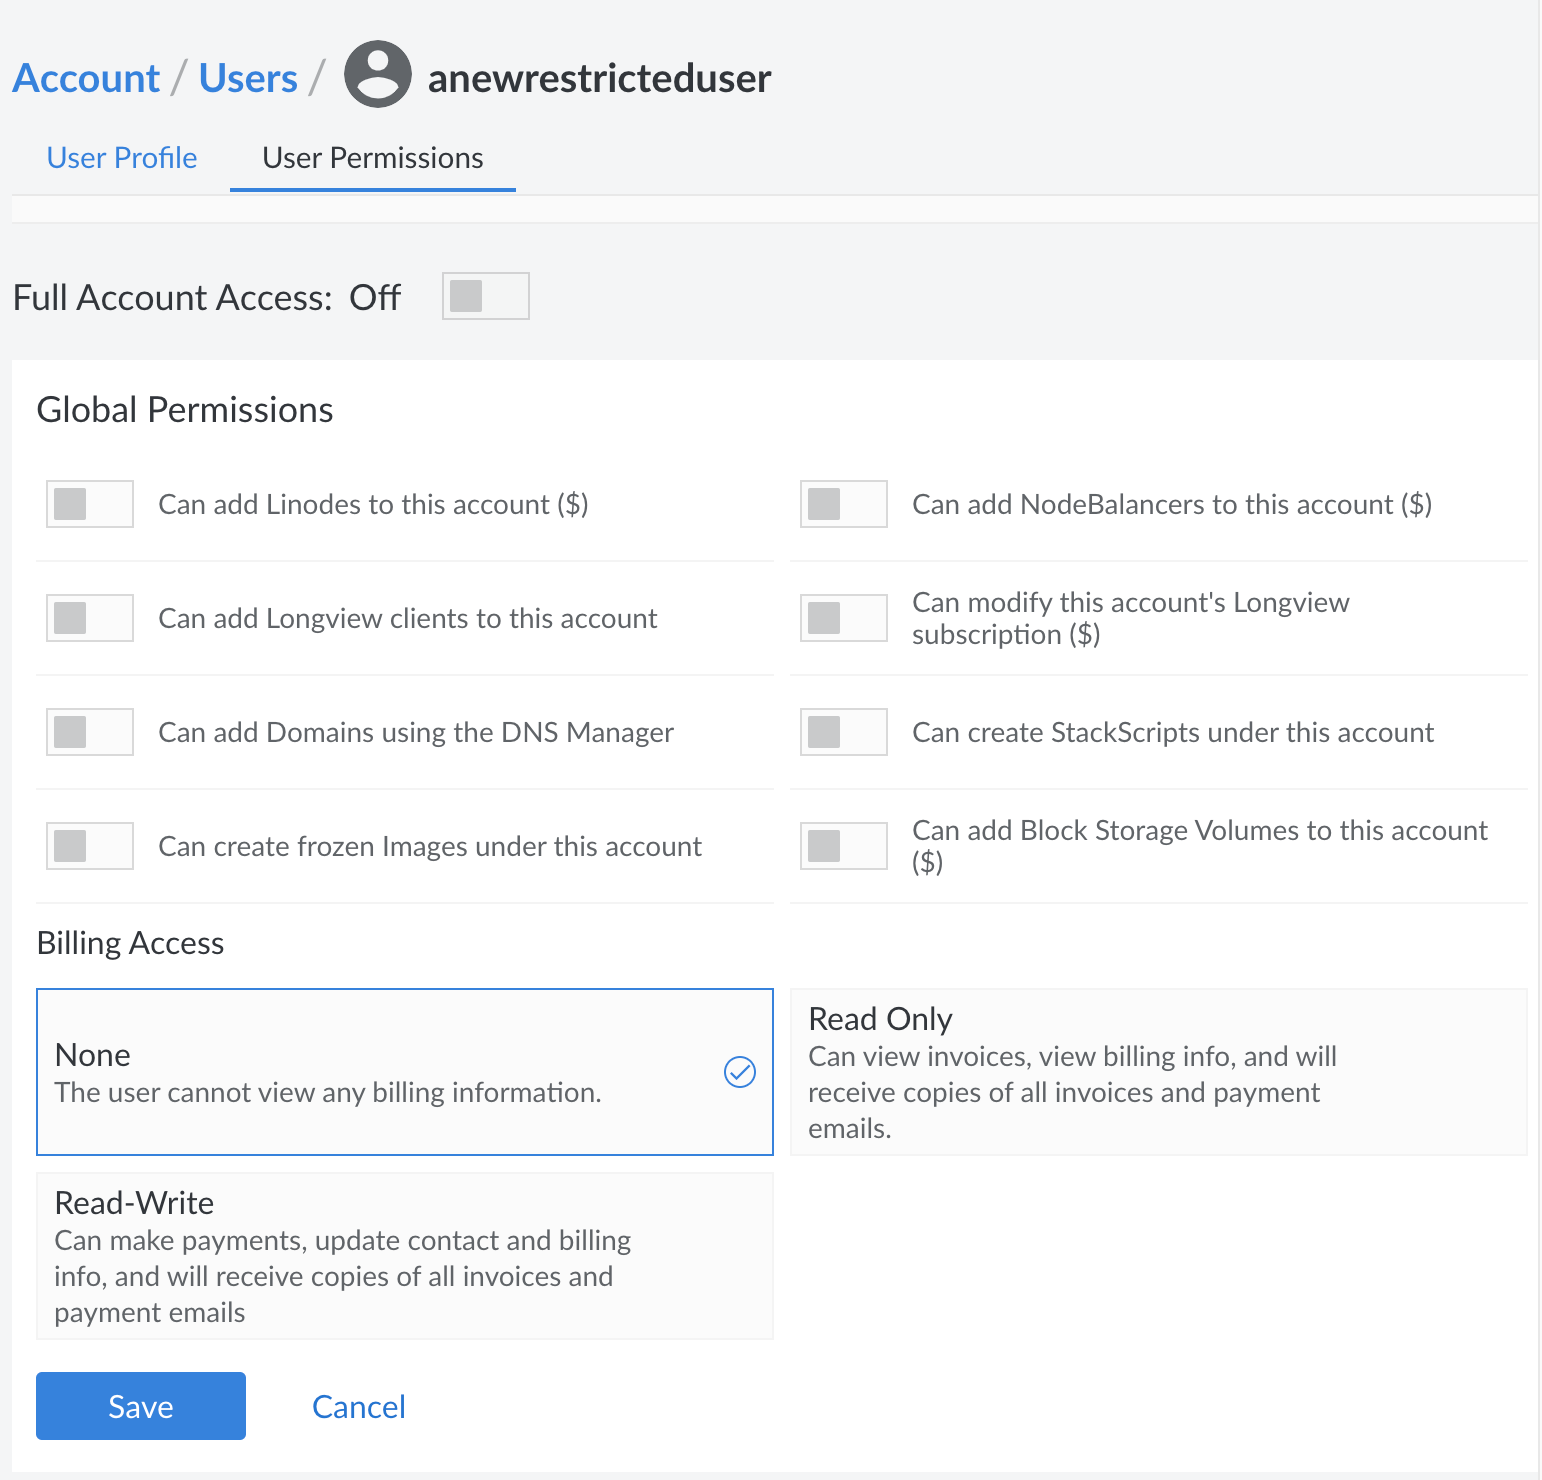 Account / Users / anewrestricteduser
User Profile User Permissions
Full Account Access: Off
Global Permissions
Can add Linodes to this account ($)
Can add NodeBalancers to this account ($)
Can add Longview clients to this account
Can modify this account's Longview
subscription ($)
Can add Domains using the DNS Manager
Can create StackScripts under this account
Can create frozen Images under this account
Can add Block Storage Volumes to this account
($)
Billing Access
None
The user cannot view any billing information.
Read Only
Can view invoices, view billing info, and will
receive copies of all invoices and payment
emails.
Read-Write
Can make payments, update contact and billing
info, and will receive copies of all invoices and
payment emails
Save Cancel